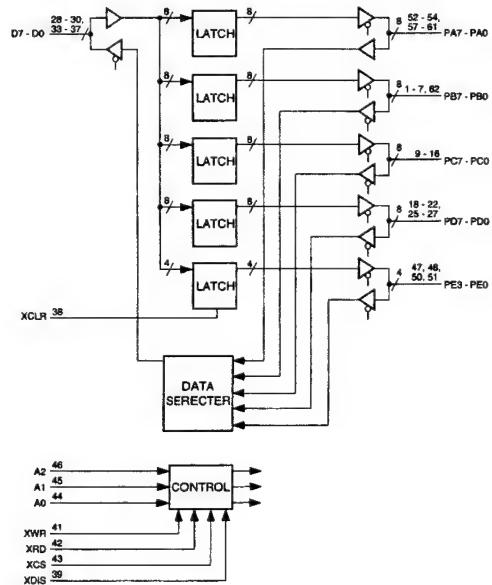 D7 - D0
28 - 30,
33 - 37
8
LATCH
8
8
52 - 54,
57 - 61
PA7 - PA0
8
LATCH
8
8
1 - 7, 62
PB7 - PB0
8
LATCH
8
8
9 - 16
PC7 - PC0
8
LATCH
8
8
18 - 22,
25 - 27
PD7 - PD0
4
LATCH
4
4
47, 48,
50, 51
PE3 - PE0
XCLR 38
DATA
SERECTER
A2 46
A1 45
A0 44
CONTROL
XWR 41
XRD 42
XCS 43
XDIS 39